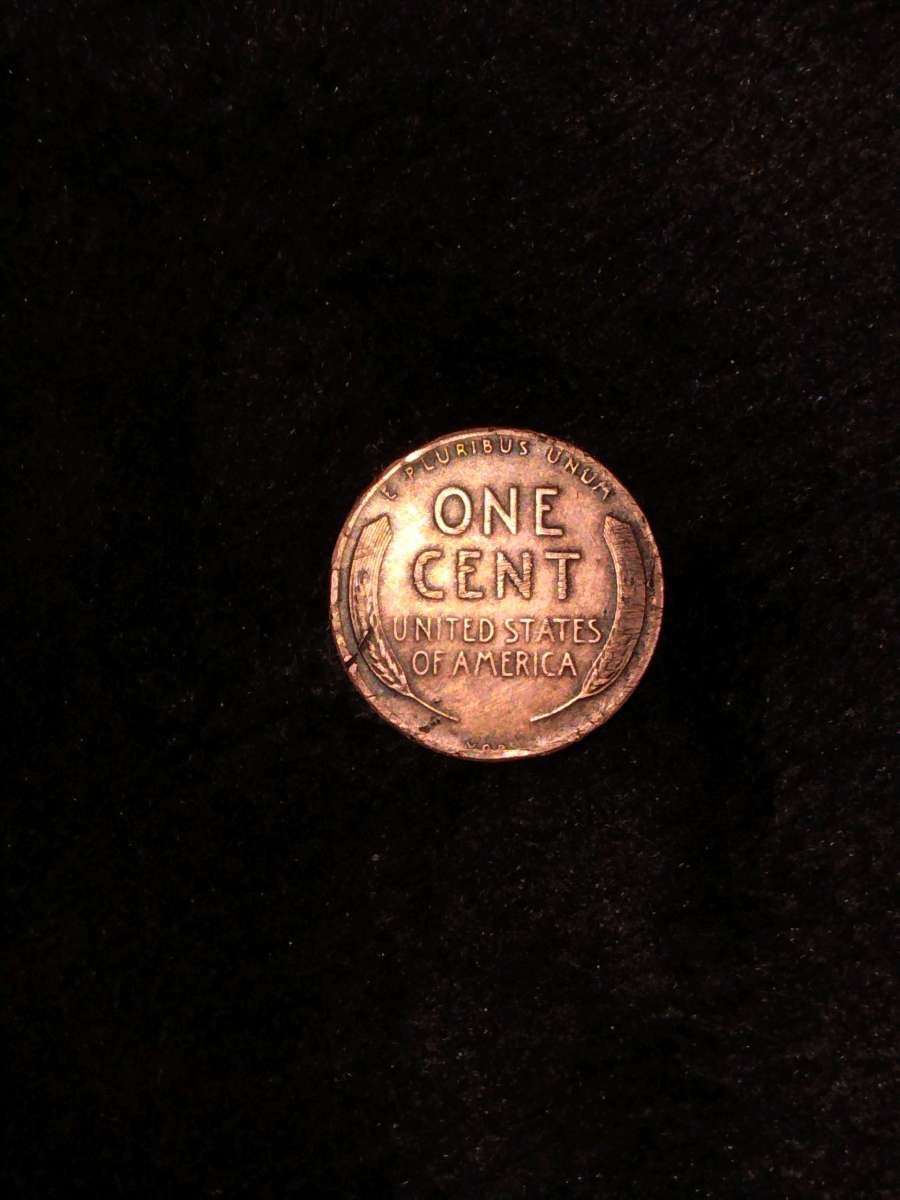 E PLURIBUS UNUM
ONE
CENT
UNITED STATES
OF AMERICA
V.D.B.